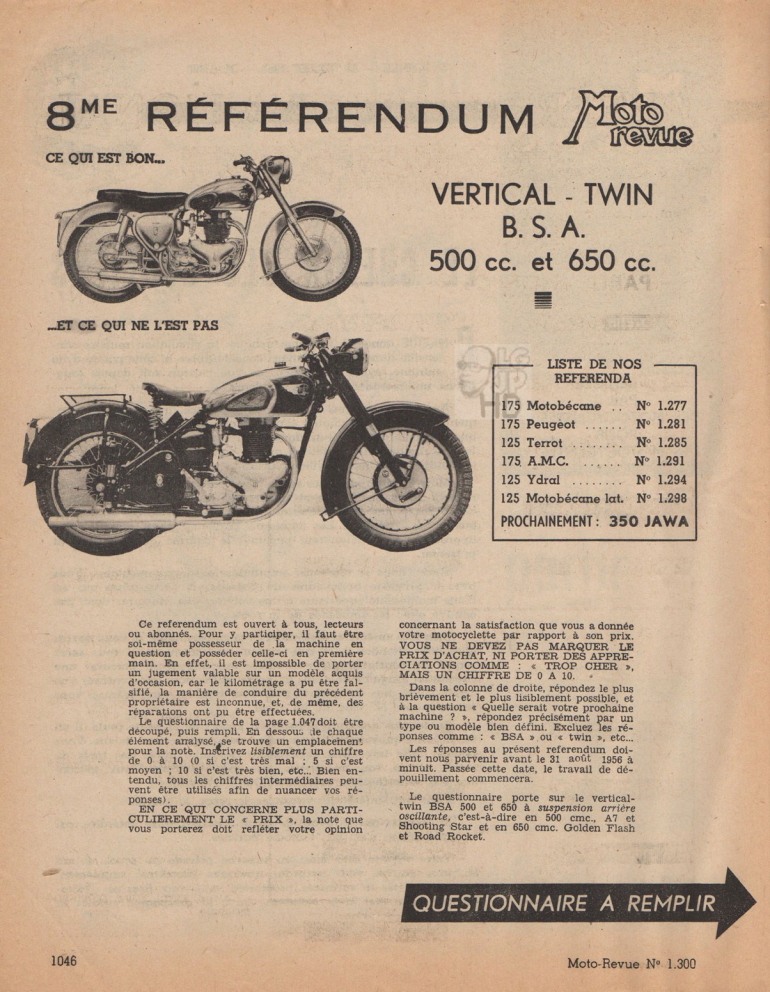 8ME RÉFÉRENDUM Moto revue
CE QUI EST BON...
VERTICAL - TWIN
B. S. A.
500 cc. et 650 cc.
...ET CE QUI NE L'EST PAS
LISTE DE NOS
REFERENDA
175 Motobécane .. Nº 1.277
175 Peugeot ...... Nº 1.281
125 Terrot ........ Nº 1.285
175 A.M.C. ...... Nº 1.291
125 Ydral ........ Nº 1.294
125 Motobécane lat. Nº 1.298
PROCHAINEMENT : 350 JAWA
Ce referendum est ouvert à tous, lecteurs
ou abonnés. Pour y participer, il faut être
soi-même possesseur de la machine en
question et posséder celle-ci en première
main. En effet, il est impossible de porter
un jugement valable sur un modèle acquis
d'occasion, car le kilométrage a pu être fal-
sifié, la manière de conduire du précédent
propriétaire est inconnue, et, de même, des
réparations ont pu être effectuées.
Le questionnaire de la page 1.047 doit être
découpé, puis rempli. En dessous de chaque
élément analysé, se trouve un emplacement
pour la note. Inscrivez lisiblement un chiffre
de 0 à 10 (0 si c'est très mal ; 5 si c'est
moyen ; 10 si c'est très bien, etc... Bien en-
tendu, tous les chiffres intermédiaires peu-
vent être utilisés afin de nuancer vos ré-
ponses).
EN CE QUI CONCERNE PLUS PARTI-
CULIEREMENT LE « PRIX », la note que
vous porterez doit refléter votre opinion
concernant la satisfaction que vous a donnée
votre motocyclette par rapport à son prix.
VOUS NE DEVEZ PAS MARQUER LE
PRIX D'ACHAT, NI PORTER DES APPRE-
CIATIONS COMME : « TROP CHER »,
MAIS UN CHIFFRE DE 0 A 10.
Dans la colonne de droite, répondez le plus
brièvement et le plus lisiblement possible, et
à la question « Quelle serait votre prochaine
machine ? », répondez précisément par un
type ou modèle bien défini. Excluez les ré-
ponses comme : « BSA » ou « twin », etc...
Les réponses au présent referendum doi-
vent nous parvenir avant le 31 août 1956 à
minuit. Passée cette date, le travail de dé-
pouillement commencera.
Le questionnaire porte sur le vertical-
twin BSA 500 et 650 à suspension arrière
oscillante, c'est-à-dire en 500 cmc., A7 et
Shooting Star et en 650 cmc. Golden Flash
et Road Rocket.
QUESTIONNAIRE A REMPLIR
1046
Moto-Revue Nº 1.300